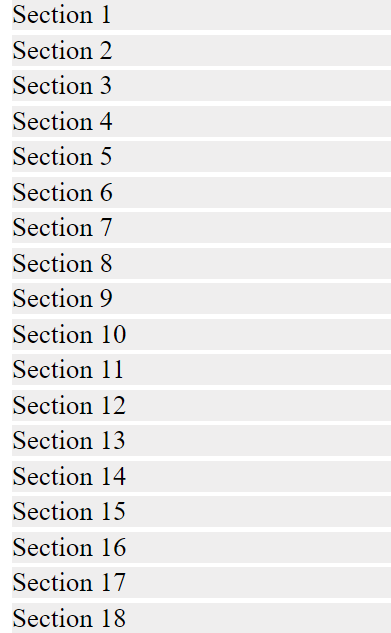 Section 1
Section 2
Section 3
Section 4
Section 5
Section 6
Section 7
Section 8
Section 9
Section 10
Section 11
Section 12
Section 13
Section 14
Section 15
Section 16
Section 17
Section 18